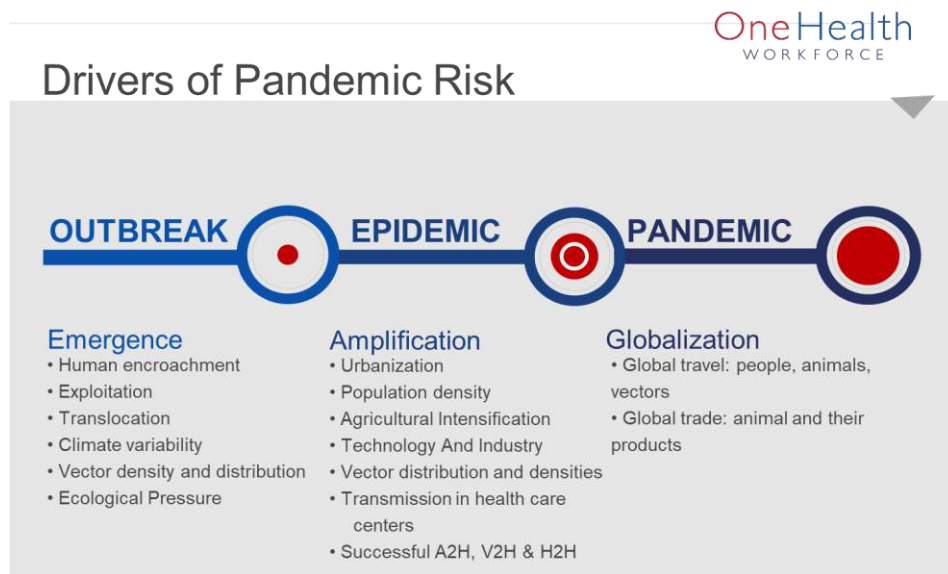 OneHealth
WORKFORCE
Drivers of Pandemic Risk
OUTBREAK
EPIDEMIC
PANDEMIC
Emergence
• Human encroachment
• Exploitation
• Translocation
• Climate variability
• Vector density and distribution
• Ecological Pressure
Amplification
• Urbanization
• Population density
• Agricultural Intensification
• Technology And Industry
• Vector distribution and densities
• Transmission in health care
centers
• Successful A2H, V2H & H2H
Globalization
• Global travel: people, animals,
vectors
• Global trade: animal and their
products